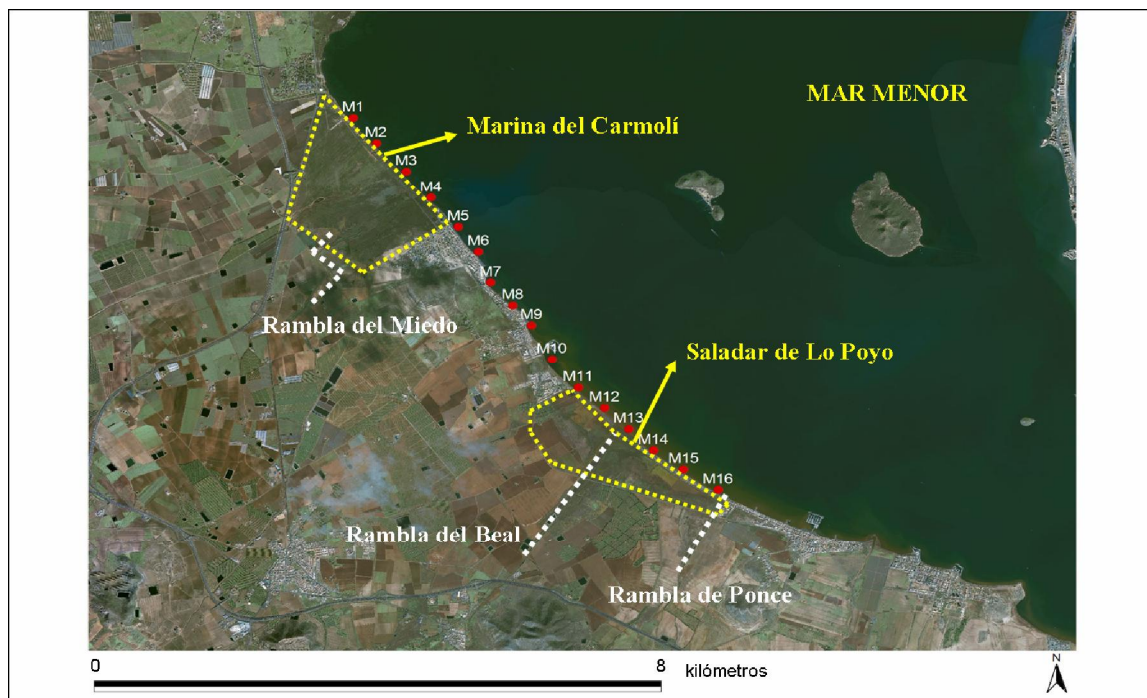 MAR MENOR
M1
M2
Marina del Carmolí
M3
M4
M5
M6
M7
M8
Rambla del Miedo
M9
M10
Saladar de Lo Poyo
M11
M12
M13
M14
M15
M16
Rambla del Beal
Rambla de Ponce
0
8
kilómetros
N